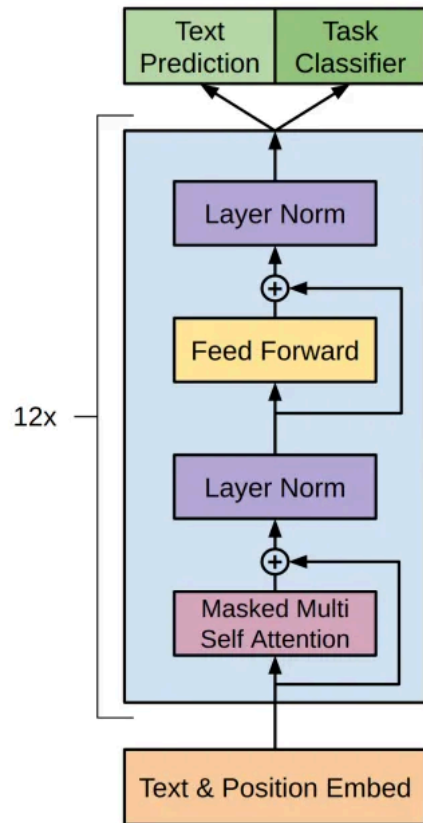 Text
Prediction
Task
Classifier
Layer Norm
+
Feed Forward
12x
Layer Norm
+
Masked Multi
Self Attention
Text & Position Embed